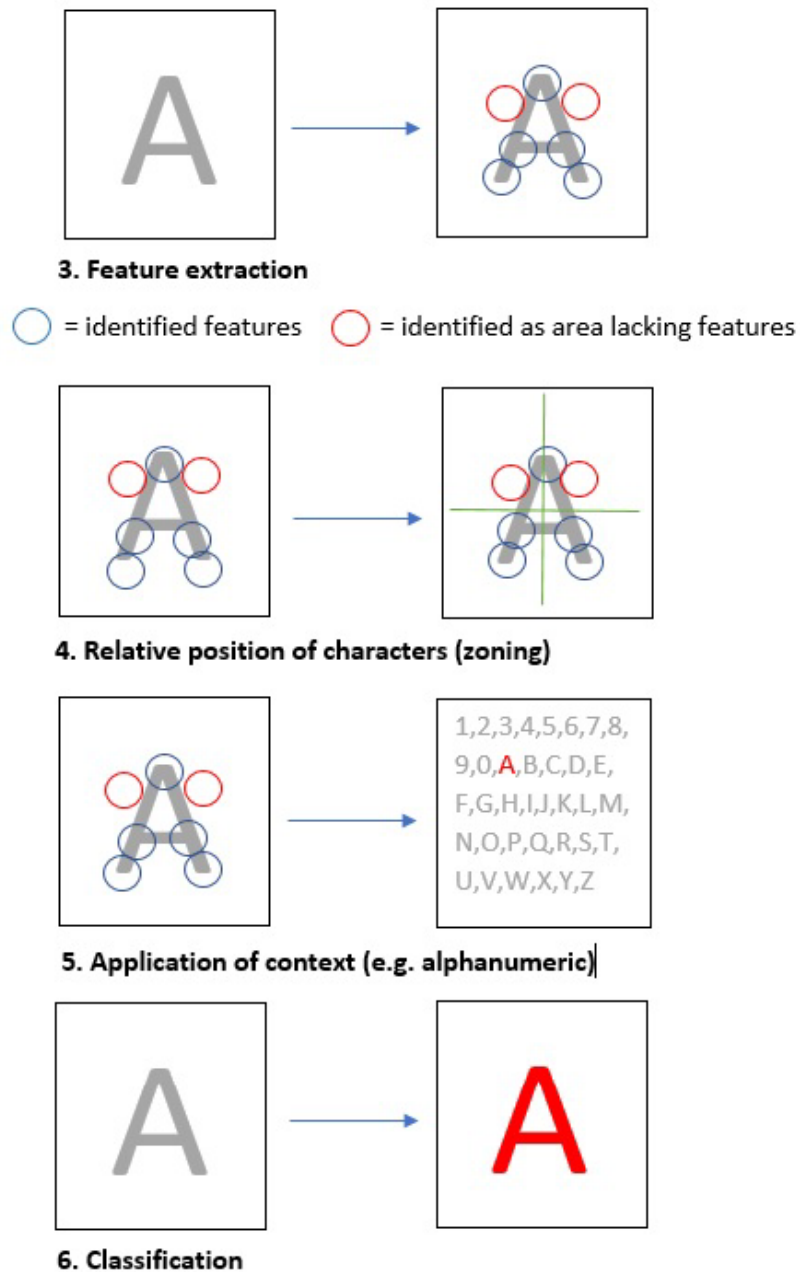 A
A
3. Feature extraction
= identified features
= identified as area lacking features
A
A
4. Relative position of characters (zoning)
A
1,2,3,4,5,6,7,8,
9,0,A,B,C,D,E,
F,G,H,I,J,K,L,M,
N,O,P,Q,R,S,T,
U,V,W,X,Y,Z
5. Application of context (e.g. alphanumeric)
A
A
6. Classification